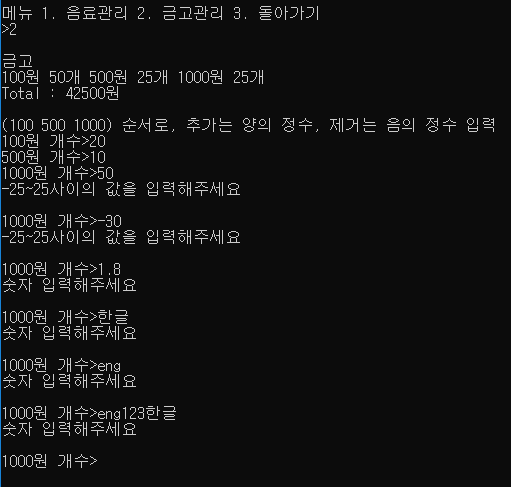 메뉴 1. 음료관리 2. 금고관리 3. 돌아가기
>2
금고
100원 50개 500원 25개 1000원 25개
Total : 42500원
(100 500 1000) 순서로, 추가는 양의 정수, 제거는 음의 정수 입력
100원 개수>20
500원 개수>10
1000원 개수>50
-25~25사이의 값을 입력해주세요
1000원 개수>-30
-25~25사이의 값을 입력해주세요
1000원 개수>1.8
숫자 입력해주세요
1000원 개수>한글
숫자 입력해주세요
1000원 개수>eng
숫자 입력해주세요
1000원 개수>eng123한글
숫자 입력해주세요
1000원 개수>